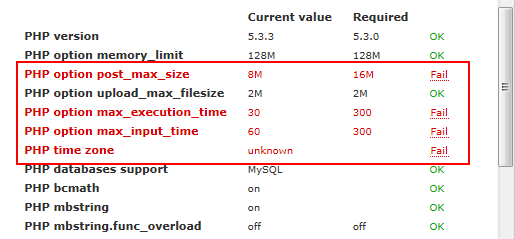 Current value Required
PHP version 5.3.3 5.3.0 OK
PHP option memory_limit 128M 128M OK
PHP option post_max_size 8M 16M Fail
PHP option upload_max_filesize 2M 2M OK
PHP option max_execution_time 30 300 Fail
PHP option max_input_time 60 300 Fail
PHP time zone unknown Fail
PHP databases support MySQL OK
PHP bcmath on OK
PHP mbstring on OK
PHP mbstring.func_overload off off OK